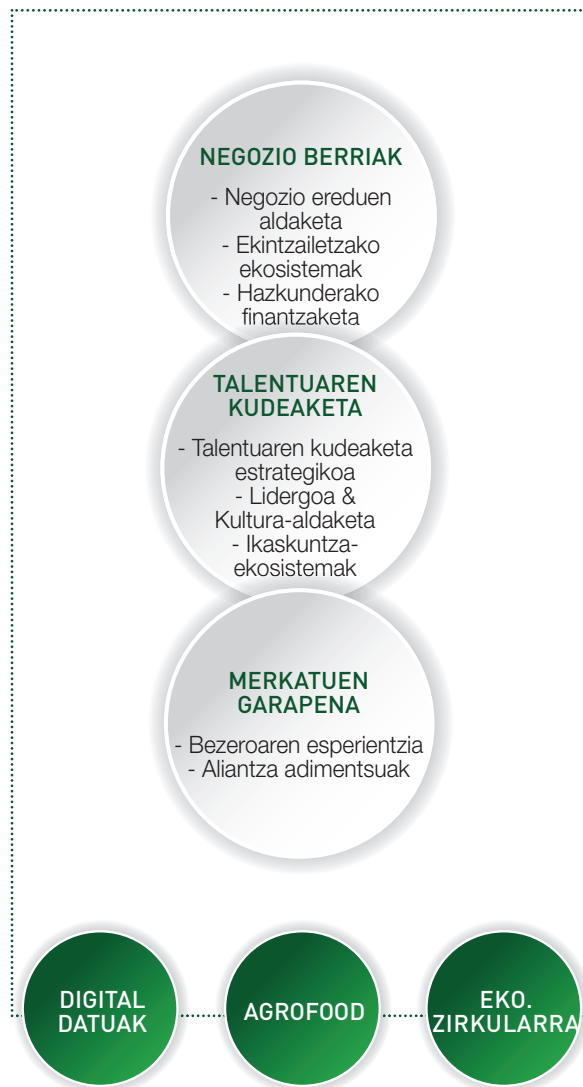 NEGOZIO BERRIAK
- Negozio ereduen
aldaketa
- Ekintzailetzako
ekosistemak
- Hazkunderako
finantzaketa
TALENTUAREN
KUDEAKETA
- Talentuaren kudeaketa
estrategikoa
- Lidergoa &
Kultura-aldaketa
- Ikaskuntza-
ekosistemak
MERKATUEN
GARAPENA
- Bezeroaren esperientzia
- Aliantza adimentsuak
DIGITAL
DATUAK
AGROFOOD
EKO.
ZIRKULARRA